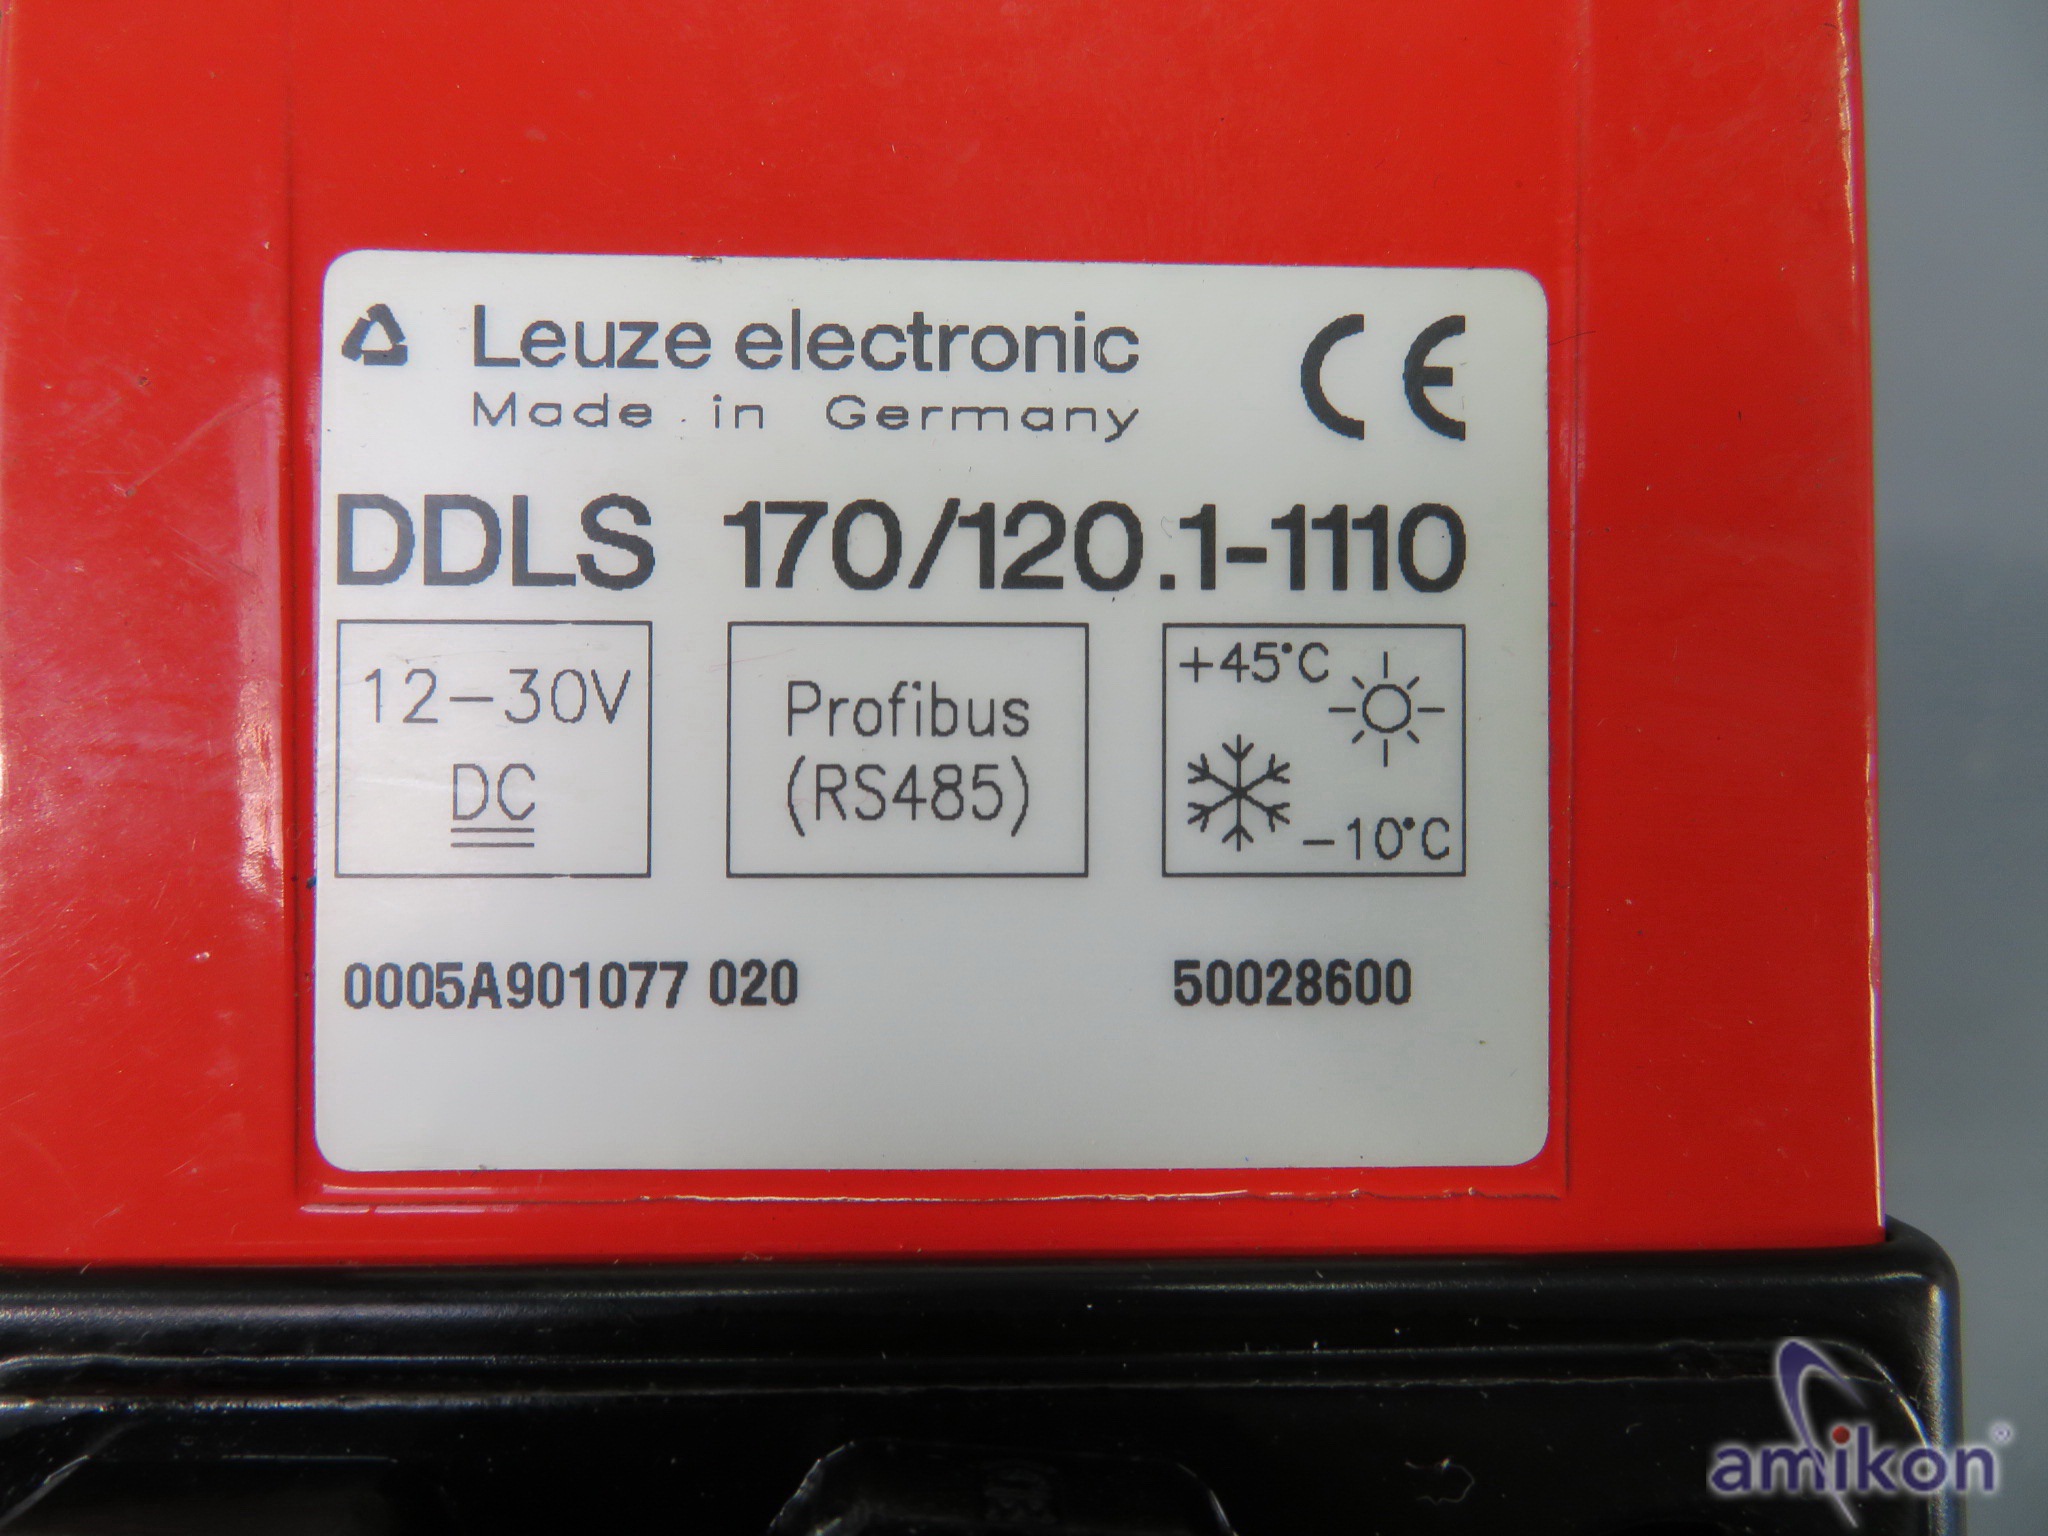 Leuze electronic
Made in Germany
CE
DDLS 170/120.1-1110
12-30V
DC
Profibus
(RS485)
+45°C
-10°C
0005A901077 020
50028600
amikon®